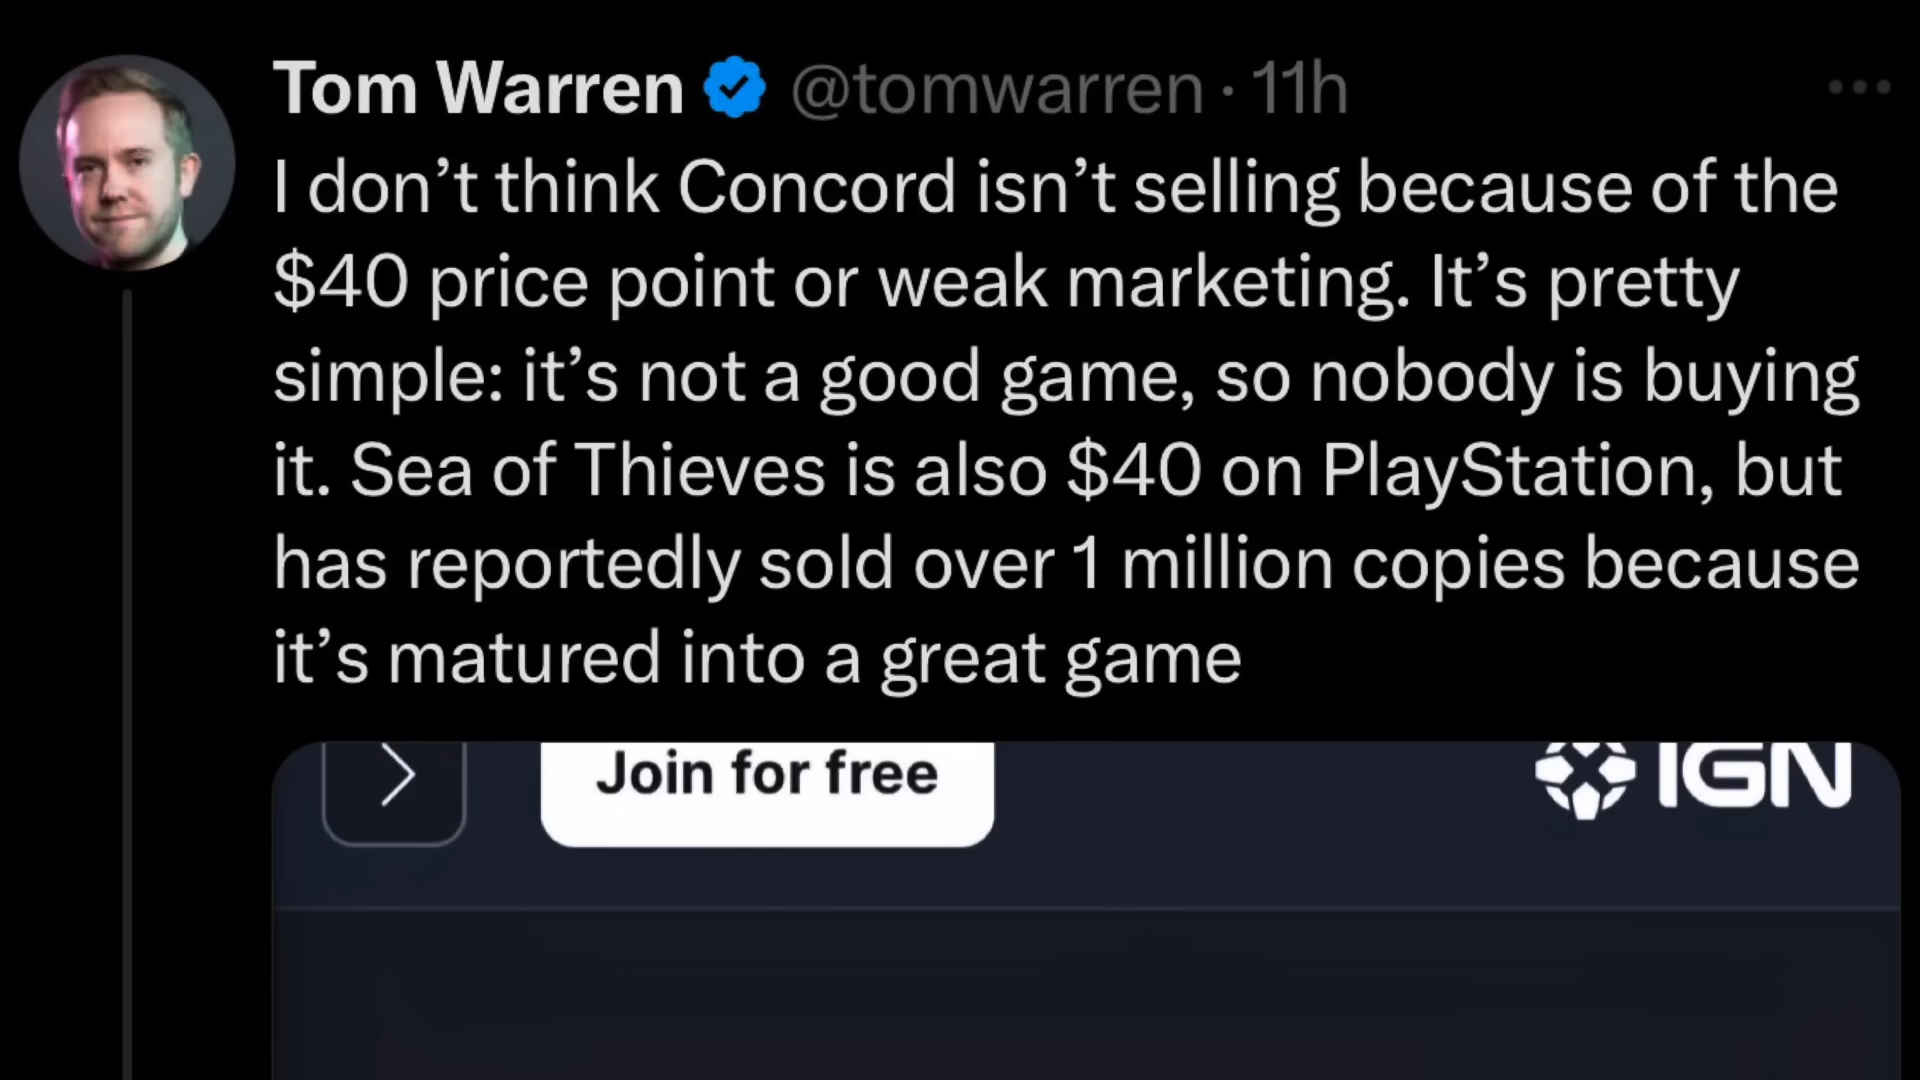 Tom Warren @tomwarren · 11h
I don’t think Concord isn’t selling because of the
$40 price point or weak marketing. It’s pretty
simple: it’s not a good game, so nobody is buying
it. Sea of Thieves is also $40 on PlayStation, but
has reportedly sold over 1 million copies because
it’s matured into a great game
Join for free
IGN